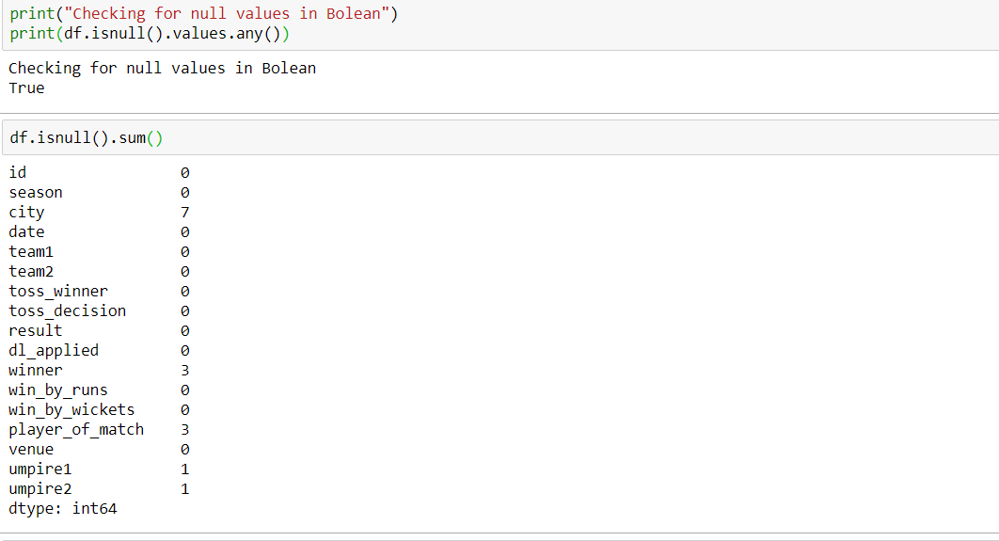 print("Checking for null values in Bolean")
print(df.isnull().values.any())
Checking for null values in Bolean
True
df.isnull().sum()
id 0
season 0
city 7
date 0
team1 0
team2 0
toss_winner 0
toss_decision 0
result 0
dl_applied 0
winner 3
win_by_runs 0
win_by_wickets 0
player_of_match 3
venue 0
umpire1 1
umpire2 1
dtype: int64